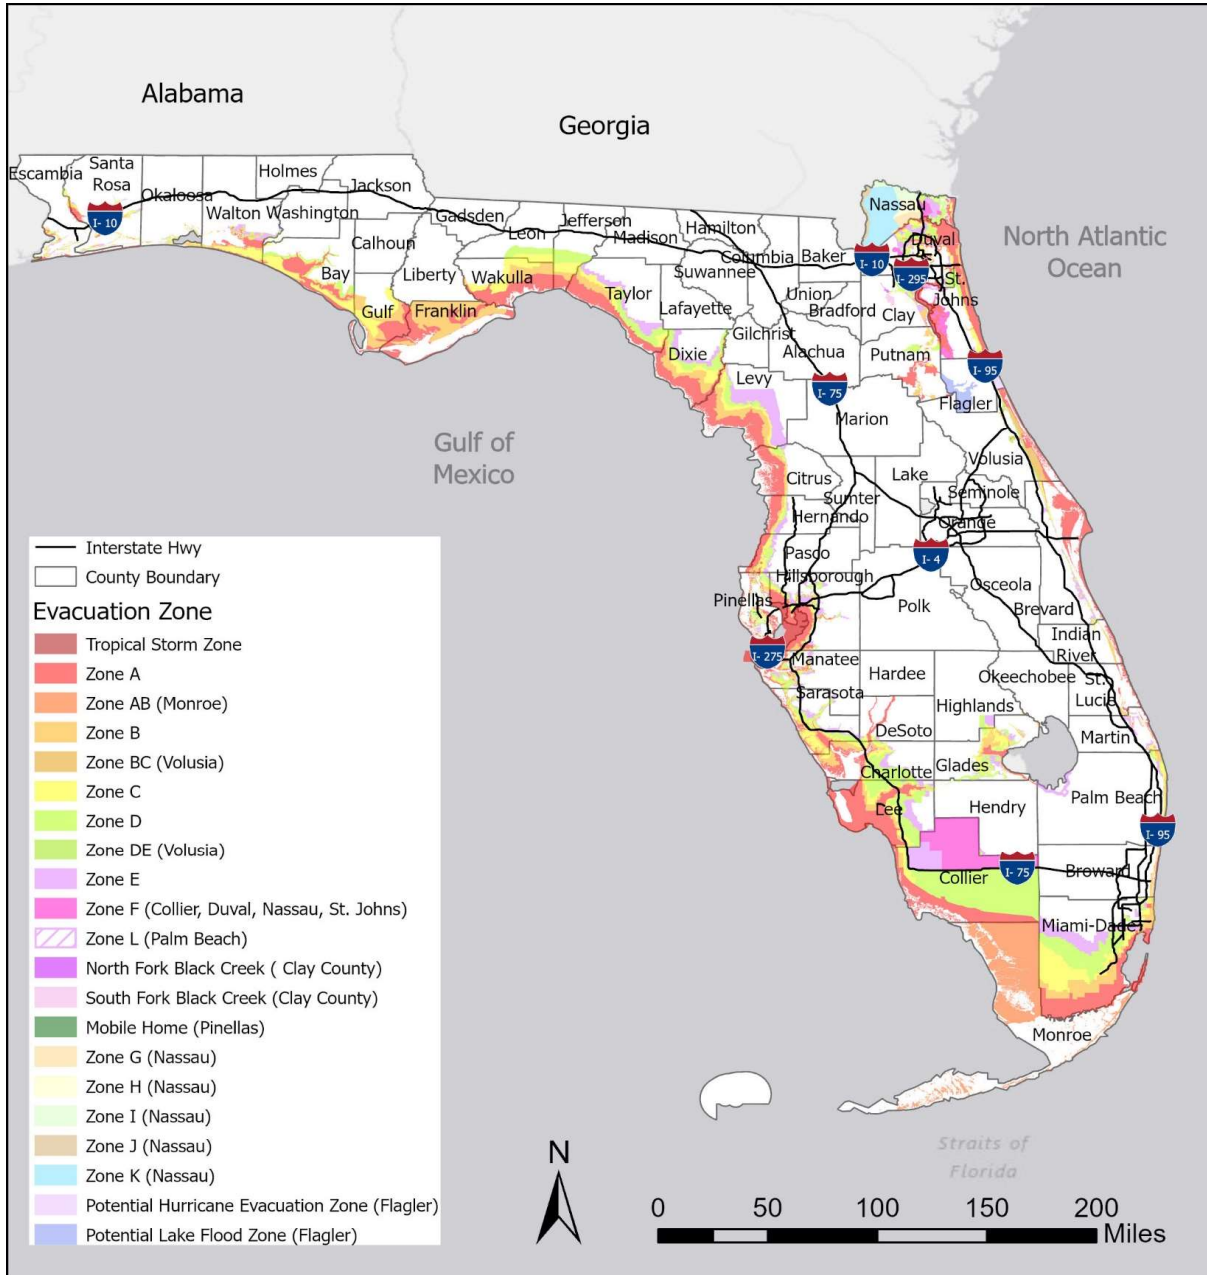 Alabama
Georgia
Escambia
Santa
Rosa
Okaloosa
Walton
Holmes
Washington
Jackson
Calhoun
Bay
Gulf
Liberty
Franklin
Gadsden
Leon
Wakulla
Jefferson
Madison
Taylor
Hamilton
Suwannee
Lafayette
Dixie
Columbia
Baker
Union
Bradford
Gilchrist
Alachua
Levy
Nassau
Duval
St.
Johns
Clay
Putnam
Flagler
Marion
Volusia
Citrus
Sumter
Lake
Seminole
Orange
Hernando
Pasco
Hillsborough
Pinellas
Polk
Osceola
Brevard
Indian
River
Manatee
Hardee
Okeechobee
St.
Lucie
Sarasota
DeSoto
Highlands
Martin
Charlotte
Glades
Lee
Hendry
Palm Beach
Collier
Broward
Miami-Dade
Monroe
I- 10
I- 10
I- 295
I- 95
I- 75
I- 4
I- 275
I- 95
I- 75
North Atlantic
Ocean
Gulf of
Mexico
Straits of
Florida
Interstate Hwy
County Boundary
Evacuation Zone
Tropical Storm Zone
Zone A
Zone AB (Monroe)
Zone B
Zone BC (Volusia)
Zone C
Zone D
Zone DE (Volusia)
Zone E
Zone F (Collier, Duval, Nassau, St. Johns)
Zone L (Palm Beach)
North Fork Black Creek ( Clay County)
South Fork Black Creek (Clay County)
Mobile Home (Pinellas)
Zone G (Nassau)
Zone H (Nassau)
Zone I (Nassau)
Zone J (Nassau)
Zone K (Nassau)
Potential Hurricane Evacuation Zone (Flagler)
Potential Lake Flood Zone (Flagler)
N
0 50 100 150 200
Miles